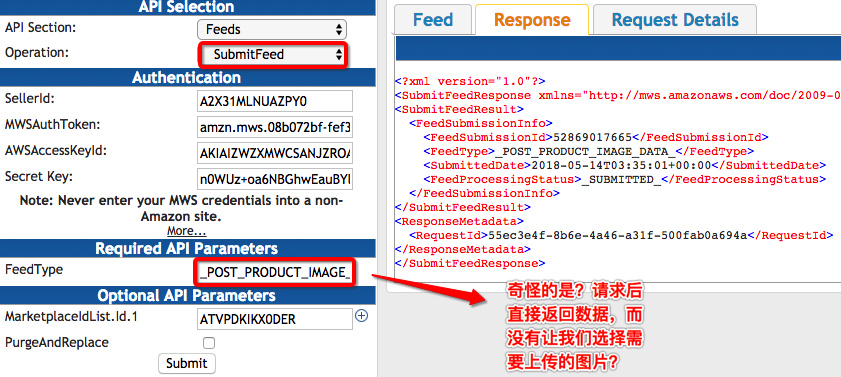 API Selection
API Section: Feeds
Operation: SubmitFeed
Authentication
SellerId: A2X31MLNUAZPY0
MWSAuthToken: amzn.mws.08b072bf-fef3
AWSAccessKeyId: AKIAIZWZXMWCSANJZROA
Secret Key: n0WUz+oa6NBGhwEauBYI
Note: Never enter your MWS credentials into a non-
Amazon site.
More...
Required API Parameters
FeedType _POST_PRODUCT_IMAGE_
Optional API Parameters
MarketplaceIdList.Id.1 ATVPDKIKX0DER
PurgeAndReplace
Submit
Feed Response Request Details
<?xml version="1.0"?>
<SubmitFeedResponse xmlns="http://mws.amazonaws.com/doc/2009-0
<SubmitFeedResult>
<FeedSubmissionInfo>
<FeedSubmissionId>52869017665</FeedSubmissionId>
<FeedType>_POST_PRODUCT_IMAGE_DATA_</FeedType>
<SubmittedDate>2018-05-14T03:35:01+00:00</SubmittedDate>
<FeedProcessingStatus>_SUBMITTED_</FeedProcessingStatus>
</FeedSubmissionInfo>
</SubmitFeedResult>
<ResponseMetadata>
<RequestId>55ec3e4f-8b6e-4a46-a31f-500fab0a694a</RequestId>
</ResponseMetadata>
</SubmitFeedResponse>
奇怪的是？请求后
直接返回数据，而
没有让我们选择需
要上传的图片？